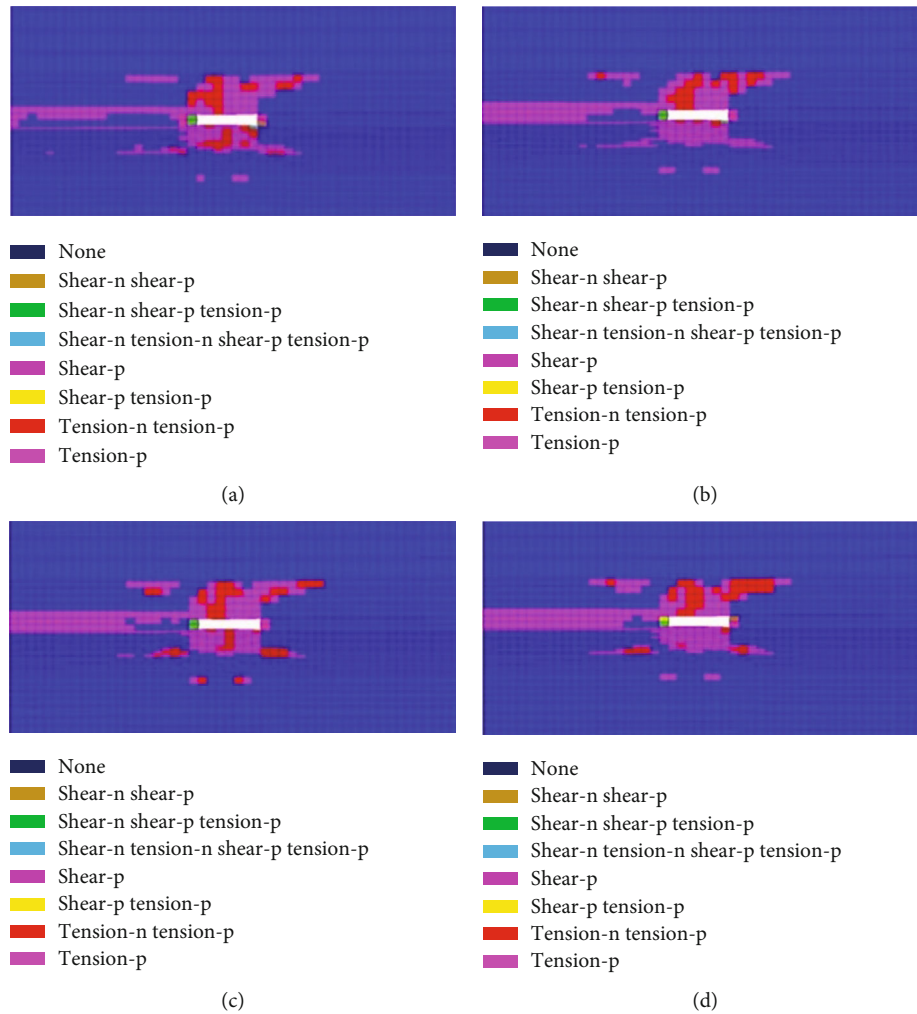 None
Shear-n shear-p
Shear-n shear-p tension-p
Shear-n tension-n shear-p tension-p
Shear-p
Shear-p tension-p
Tension-n tension-p
Tension-p
(a)
None
Shear-n shear-p
Shear-n shear-p tension-p
Shear-n tension-n shear-p tension-p
Shear-p
Shear-p tension-p
Tension-n tension-p
Tension-p
(b)
None
Shear-n shear-p
Shear-n shear-p tension-p
Shear-n tension-n shear-p tension-p
Shear-p
Shear-p tension-p
Tension-n tension-p
Tension-p
(c)
None
Shear-n shear-p
Shear-n shear-p tension-p
Shear-n tension-n shear-p tension-p
Shear-p
Shear-p tension-p
Tension-n tension-p
Tension-p
(d)